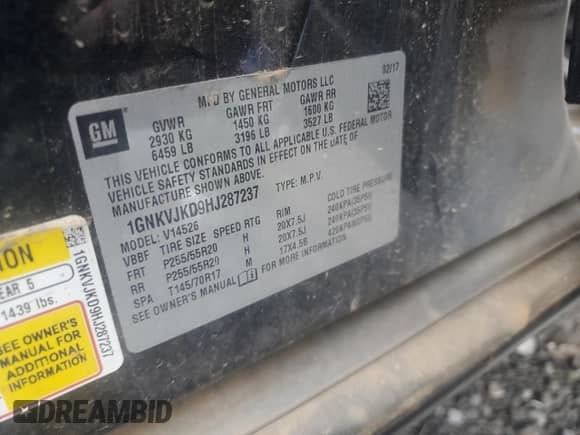 MFD BY GENERAL MOTORS LLC
02/17
GM
GVWR GAWR FRT GAWR RR
2930 KG 1450 KG 1600 KG
6459 LB 3196 LB 3527 LB
THIS VEHICLE CONFORMS TO ALL APPLICABLE U.S. FEDERAL MOTOR
VEHICLE SAFETY STANDARDS IN EFFECT ON THE DATE OF
MANUFACTURE SHOWN ABOVE.
1GNKVJKD9HJ287237 TYPE: M.P.V.
MODEL: V14526
VBBF TIRE SIZE SPEED RTG RIM COLD TIRE PRESSURE
FRT P255/55R20 H 20X7.5J 240KPA(35PSI)
RR P255/55R20 H 20X7.5J 240KPA(35PSI)
SPA T145/70R17 M 17X4.5B 420KPA(60PSI)
SEE OWNER'S MANUAL FOR MORE INFORMATION.
ION
EAR 5
1439 lbs.
SEE OWNER'S
MANUAL FOR
ADDITIONAL
INFORMATION
1GNKVJKD9HJ287237
DREAMBID